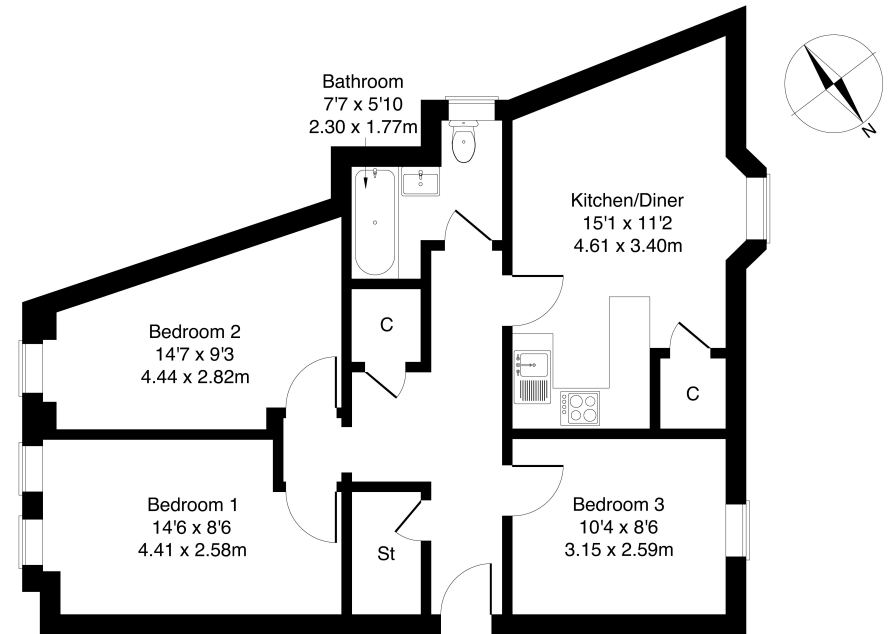 Bathroom
7'7 x 5'10
2.30 x 1.77m
N
Kitchen/Diner
15'1 x 11'2
4.61 x 3.40m
Bedroom 2
14'7 x 9'3
4.44 x 2.82m
C
C
Bedroom 1
14'6 x 8'6
4.41 x 2.58m
St
Bedroom 3
10'4 x 8'6
3.15 x 2.59m